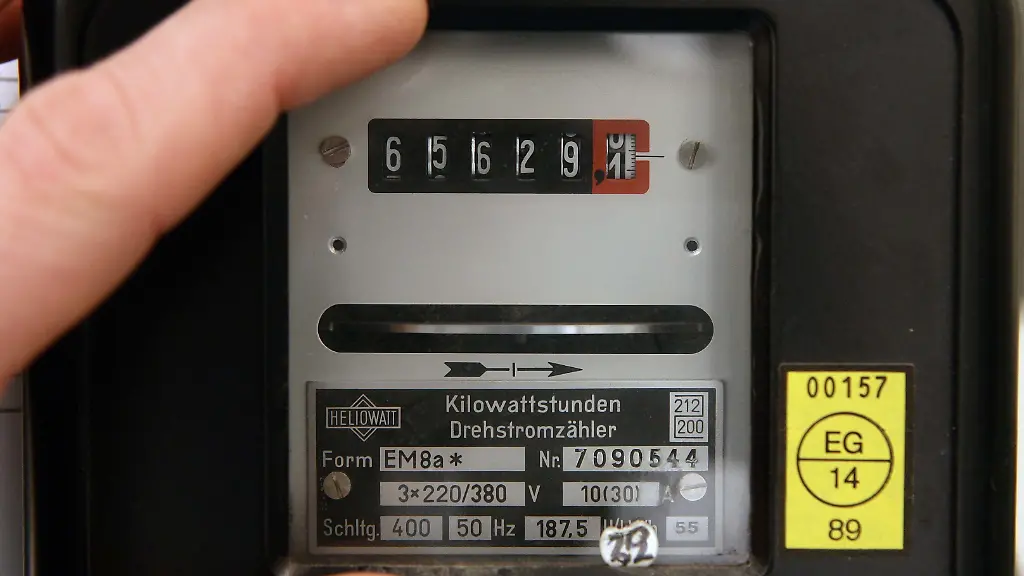 6 5 6 2 9 , 1
Kilowattstunden
Drehstromzähler
HELIOWATT
212
200
Form EM8a* Nr. 7090544
3×220/380 V 10(30) A
Schltg. 400 50 Hz 187,5 55
00157
EG
14
89